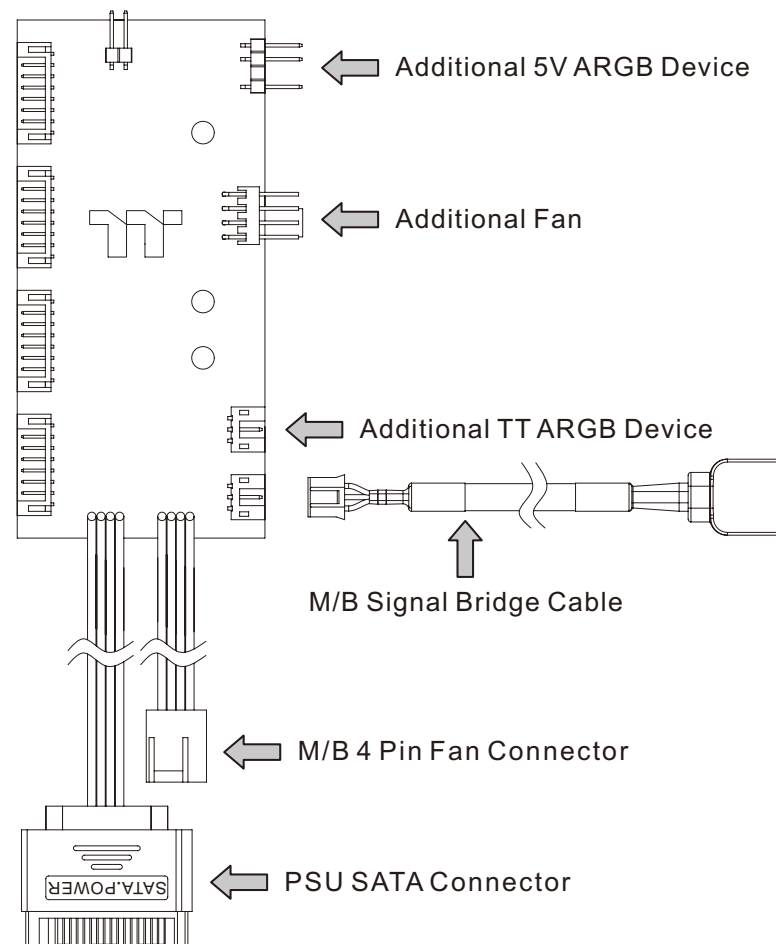 Additional 5V ARGB Device
Additional Fan
Additional TT ARGB Device
M/B Signal Bridge Cable
M/B 4 Pin Fan Connector
PSU SATA Connector
SATA.POWER